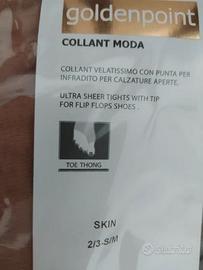 goldenpoint
COLLANT MODA
COLLANT VELATISSIMO CON PUNTA PER
INFRADITO PER CALZATURE APERTE.
ULTRA SHEER TIGHTS WITH TIP
FOR FLIP FLOPS SHOES .
TOE THONG
SKIN
2/3-S/M
subito